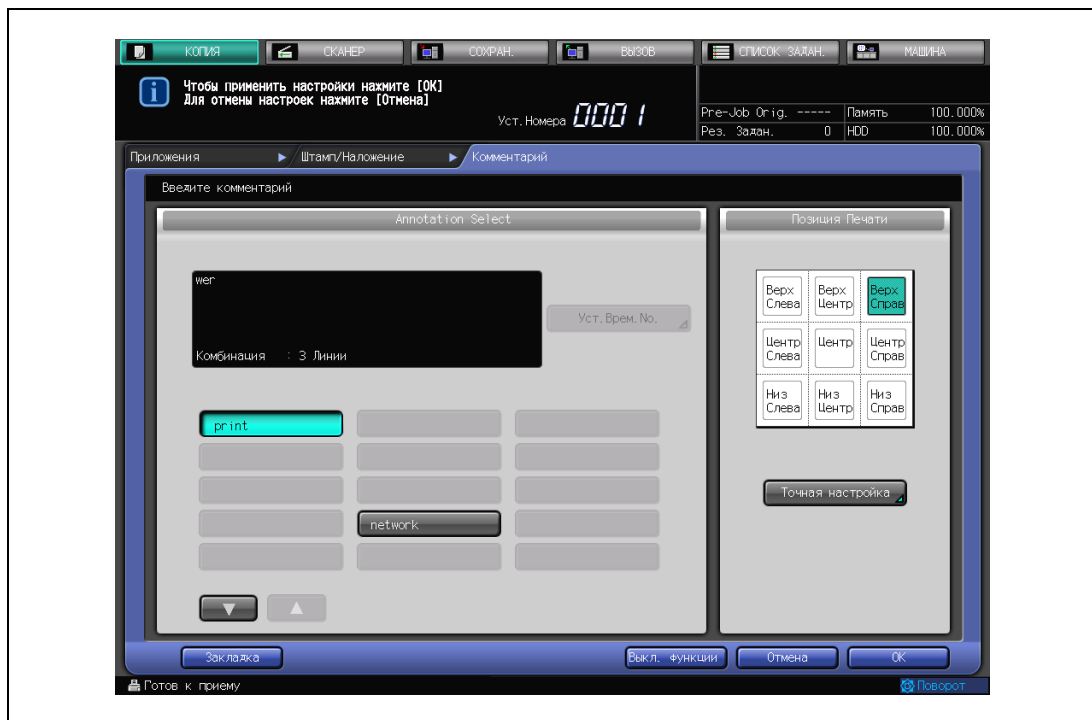 КОПИЯ СКАНЕР СОХРАН. ВЫЗОВ СПИСОК ЗАДАН. МАШИНА
Чтобы применить настройки нажмите [OK]
Для отмены настроек нажмите [Отмена]
Уст.Номера 0001
Pre-Job Orig. ----- Память 100.000%
Рез. Задан. 0 HDD 100.000%
Приложения Штамп/Наложение Комментарий
Введите комментарий
Annotation Select
wer
Комбинация : 3 Линии
Уст.Врем.No.
print
network
Позиция Печати
Верх Слева
Верх Центр
Верх Справ
Центр Слева
Центр
Центр Справ
Низ Слева
Низ Центр
Низ Справ
Точная настройка
Закладка Выкл. функции Отмена OK
Готов к приему Поворот